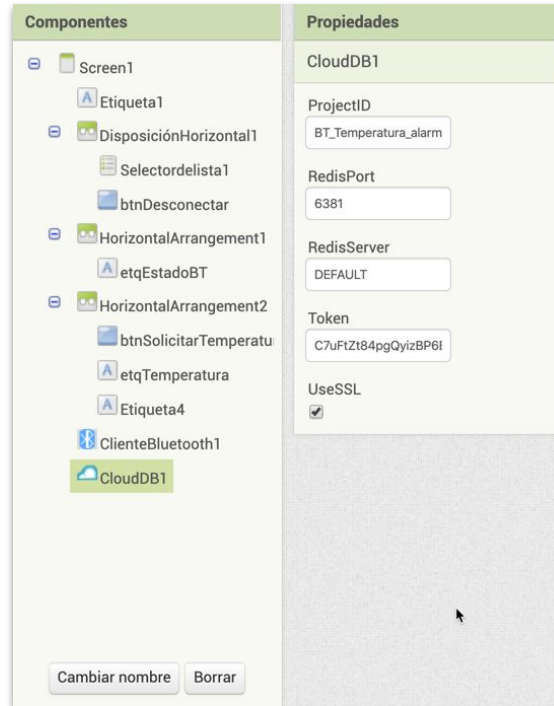 Componentes
Screen1
Etiqueta1
DisposiciónHorizontal1
Selectordelista1
btnDesconectar
HorizontalArrangement1
etqEstadoBT
HorizontalArrangement2
btnSolicitarTemperatu
etqTemperatura
Etiqueta4
ClienteBluetooth1
CloudDB1
Cambiar nombre Borrar
Propiedades
CloudDB1
ProjectID
BT_Temperatura_alarm
RedisPort
6381
RedisServer
DEFAULT
Token
C7uFtZt84pgQyizBP6E
UseSSL